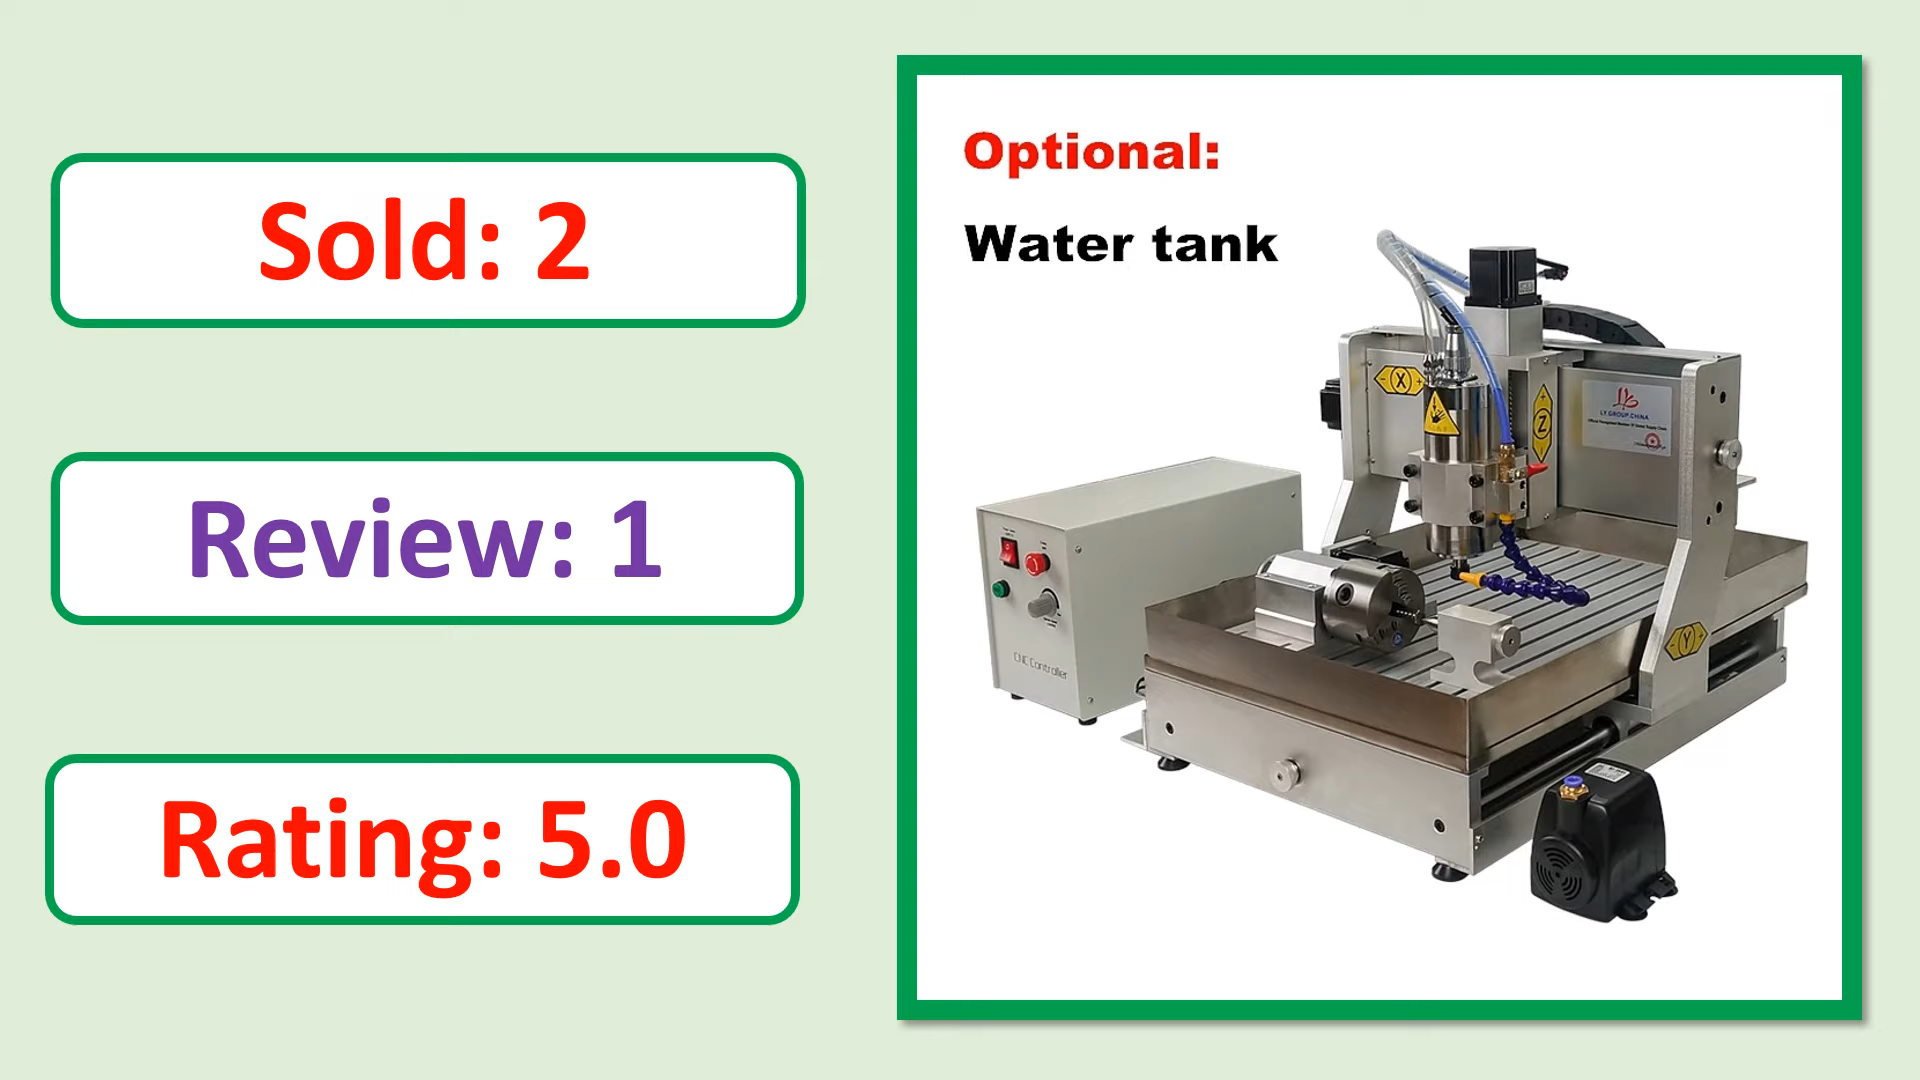 Sold: 2
Review: 1
Rating: 5.0
Optional:
Water tank
X
Z
LY GROUP.CHINA
Y
CNC Controller